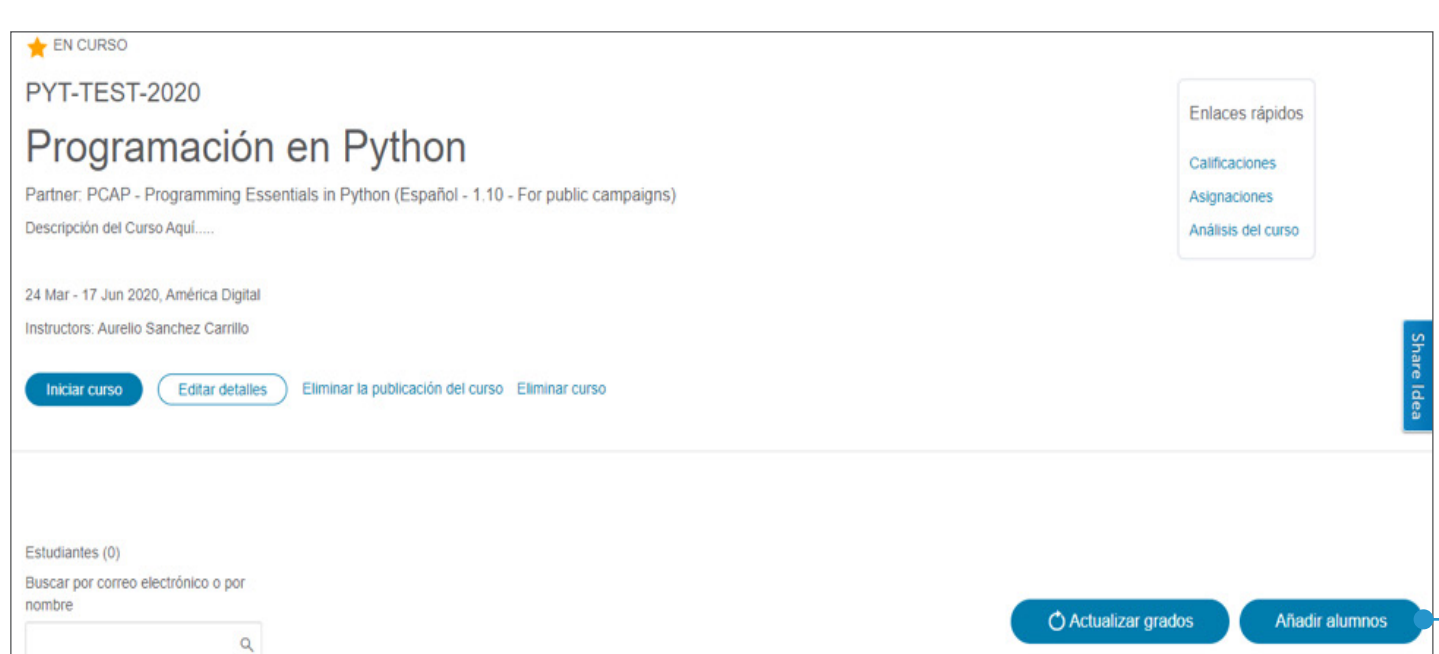 EN CURSO
PYT-TEST-2020
Programación en Python
Partner: PCAP - Programming Essentials in Python (Español - 1.10 - For public campaigns)
Descripción del Curso Aquí.....
24 Mar - 17 Jun 2020, América Digital
Instructors: Aurelio Sanchez Carrillo
Iniciar curso Editar detalles Eliminar la publicación del curso Eliminar curso
Enlaces rápidos
Calificaciones
Asignaciones
Análisis del curso
Share Idea
Estudiantes (0)
Buscar por correo electrónico o por
nombre
Actualizar grados Añadir alumnos